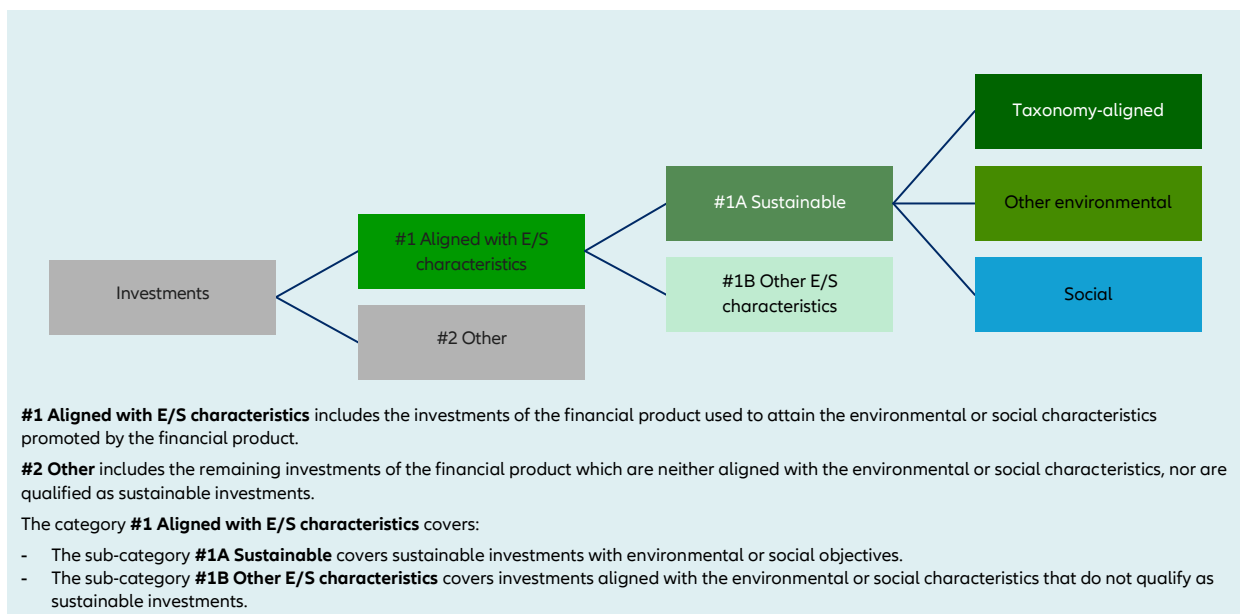 Taxonomy-aligned
#1A Sustainable
Other environmental
#1 Aligned with E/S
characteristics
#1B Other E/S
characteristics
Investments
Social
#2 Other
#1 Aligned with E/S characteristics includes the investments of the financial product used to attain the environmental or social characteristics
promoted by the financial product.
#2 Other includes the remaining investments of the financial product which are neither aligned with the environmental or social characteristics, nor are
qualified as sustainable investments.
The category #1 Aligned with E/S characteristics covers:
- The sub-category #1A Sustainable covers sustainable investments with environmental or social objectives.
- The sub-category #1B Other E/S characteristics covers investments aligned with the environmental or social characteristics that do not qualify as
sustainable investments.